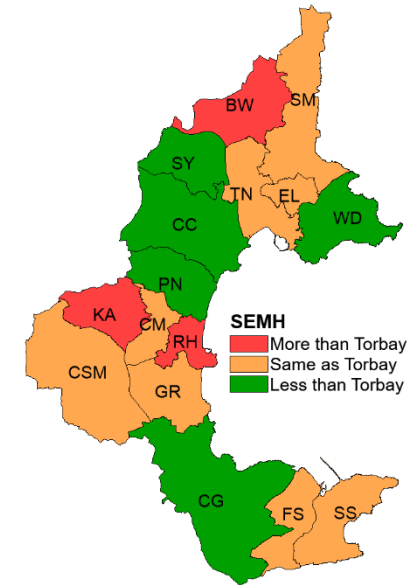 BW
SM
SY
TN
EL
CC
WD
PN
KA
CM
RH
CSM
GR
SEMH
More than Torbay
Same as Torbay
Less than Torbay
CG
FS
SS